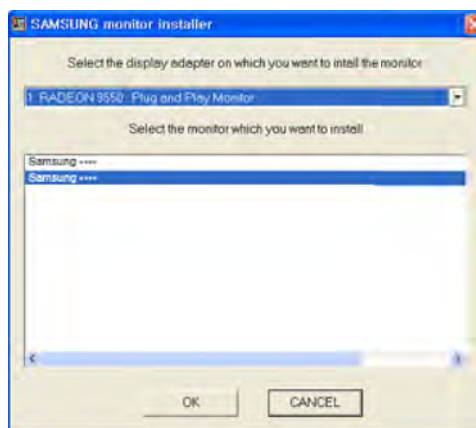 SAMSUNG monitor installer
Select the display adapter on which you want to intall the monitor
1. RADEON 9550 : Plug and Play Monitor
Select the monitor which you want to install
Samsung ····
Samsung ····
OK
CANCEL